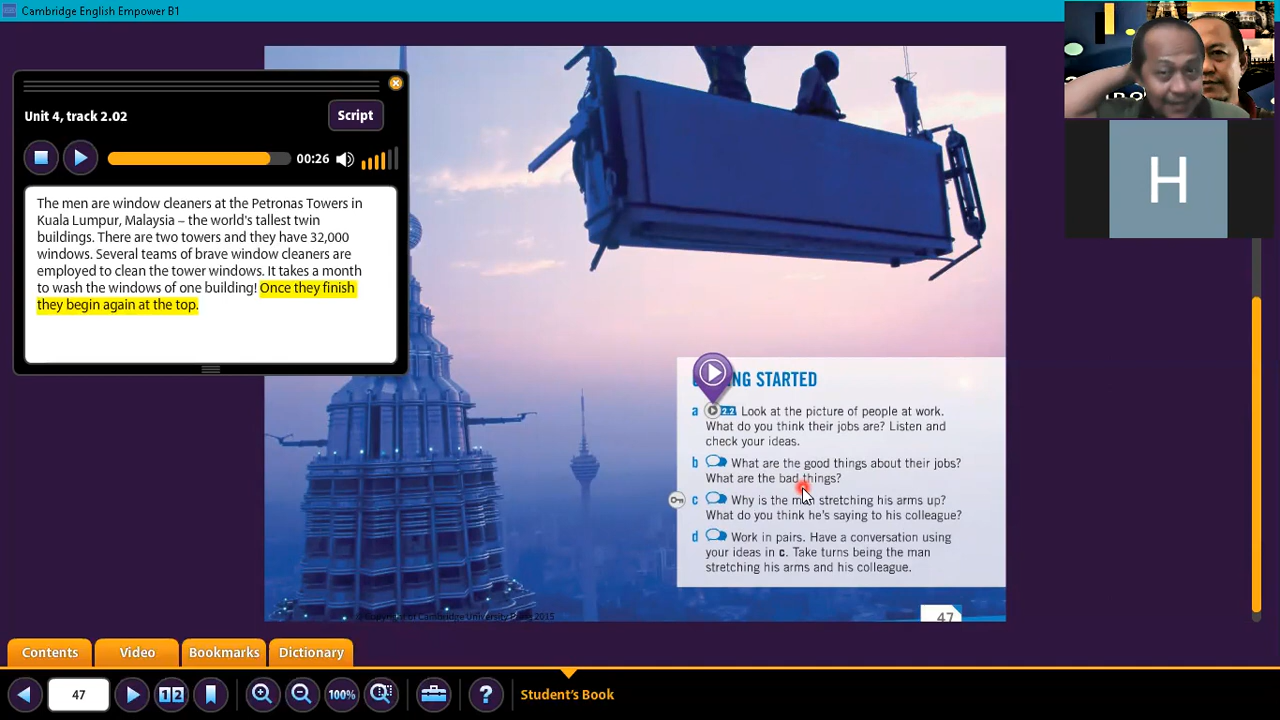 Cambridge English Empower B1
Unit 4, track 2.02
Script
00:26
The men are window cleaners at the Petronas Towers in
Kuala Lumpur, Malaysia – the world's tallest twin
buildings. There are two towers and they have 32,000
windows. Several teams of brave window cleaners are
employed to clean the tower windows. It takes a month
to wash the windows of one building! Once they finish
they begin again at the top.
H
NG STARTED
a 2.2 Look at the picture of people at work.
What do you think their jobs are? Listen and
check your ideas.
b What are the good things about their jobs?
What are the bad things?
c Why is the man stretching his arms up?
What do you think he's saying to his colleague?
d Work in pairs. Have a conversation using
your ideas in c. Take turns being the man
stretching his arms and his colleague.
of Cambridge University Press 2015
47
Contents
Video
Bookmarks
Dictionary
47
1 2
100%
?
Student's Book